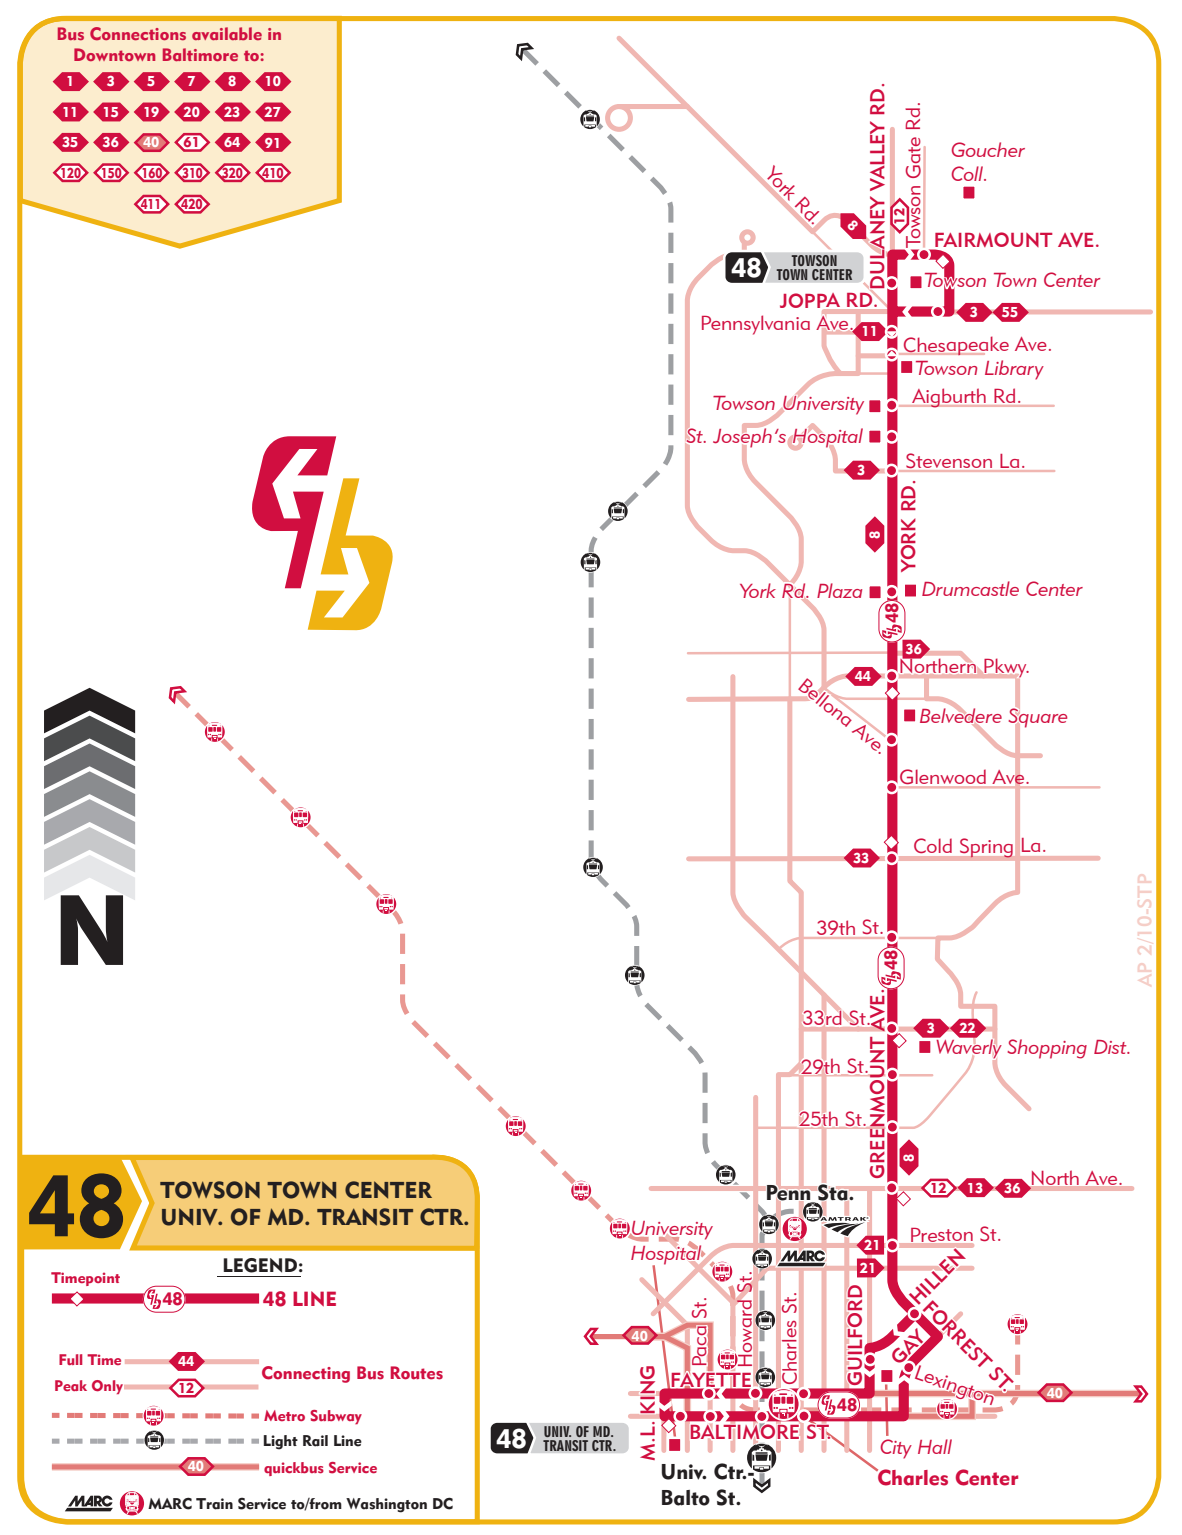 Bus Connections available in
Downtown Baltimore to:
1 3 5 7 8 10
11 15 19 20 23 27
35 36 40 61 64 91
120 150 160 310 320 410
411 420
York Rd.
8
DULANEY VALLEY RD.
12
Towson Gate Rd.
Goucher
Coll.
FAIRMOUNT AVE.
48 TOWSON
TOWN CENTER
Towson Town Center
JOPPA RD.
3 55
Pennsylvania Ave.
11
Chesapeake Ave.
Towson Library
Towson University
Aigburth Rd.
St. Joseph's Hospital
3
Stevenson La.
8
YORK RD.
York Rd. Plaza
Drumcastle Center
48
36
44
Northern Pkwy.
Bellona Ave.
Belvedere Square
Glenwood Ave.
33
Cold Spring La.
39th St.
48
33rd St.
3 22
GREENMOUNT AVE.
Waverly Shopping Dist.
29th St.
25th St.
8
North Ave.
12 13 36
Penn Sta.
AMTRAK
MARC
University
Hospital
21
Preston St.
21
HILLEN
FORREST ST.
GUILFORD
GAY
Paca St.
Howard St.
Charles St.
40
Lexington
40
FAYETTE
48
M.L. KING
BALTIMORE ST.
48 UNIV. OF MD.
TRANSIT CTR.
City Hall
Univ. Ctr.-
Balto St.
Charles Center
N
AP 2/10-STP
48
TOWSON TOWN CENTER
UNIV. OF MD. TRANSIT CTR.
LEGEND:
Timepoint
48
48 LINE
Full Time
44
Connecting Bus Routes
Peak Only
12
Metro Subway
Light Rail Line
40
quickbus Service
MARC
MARC Train Service to/from Washington DC